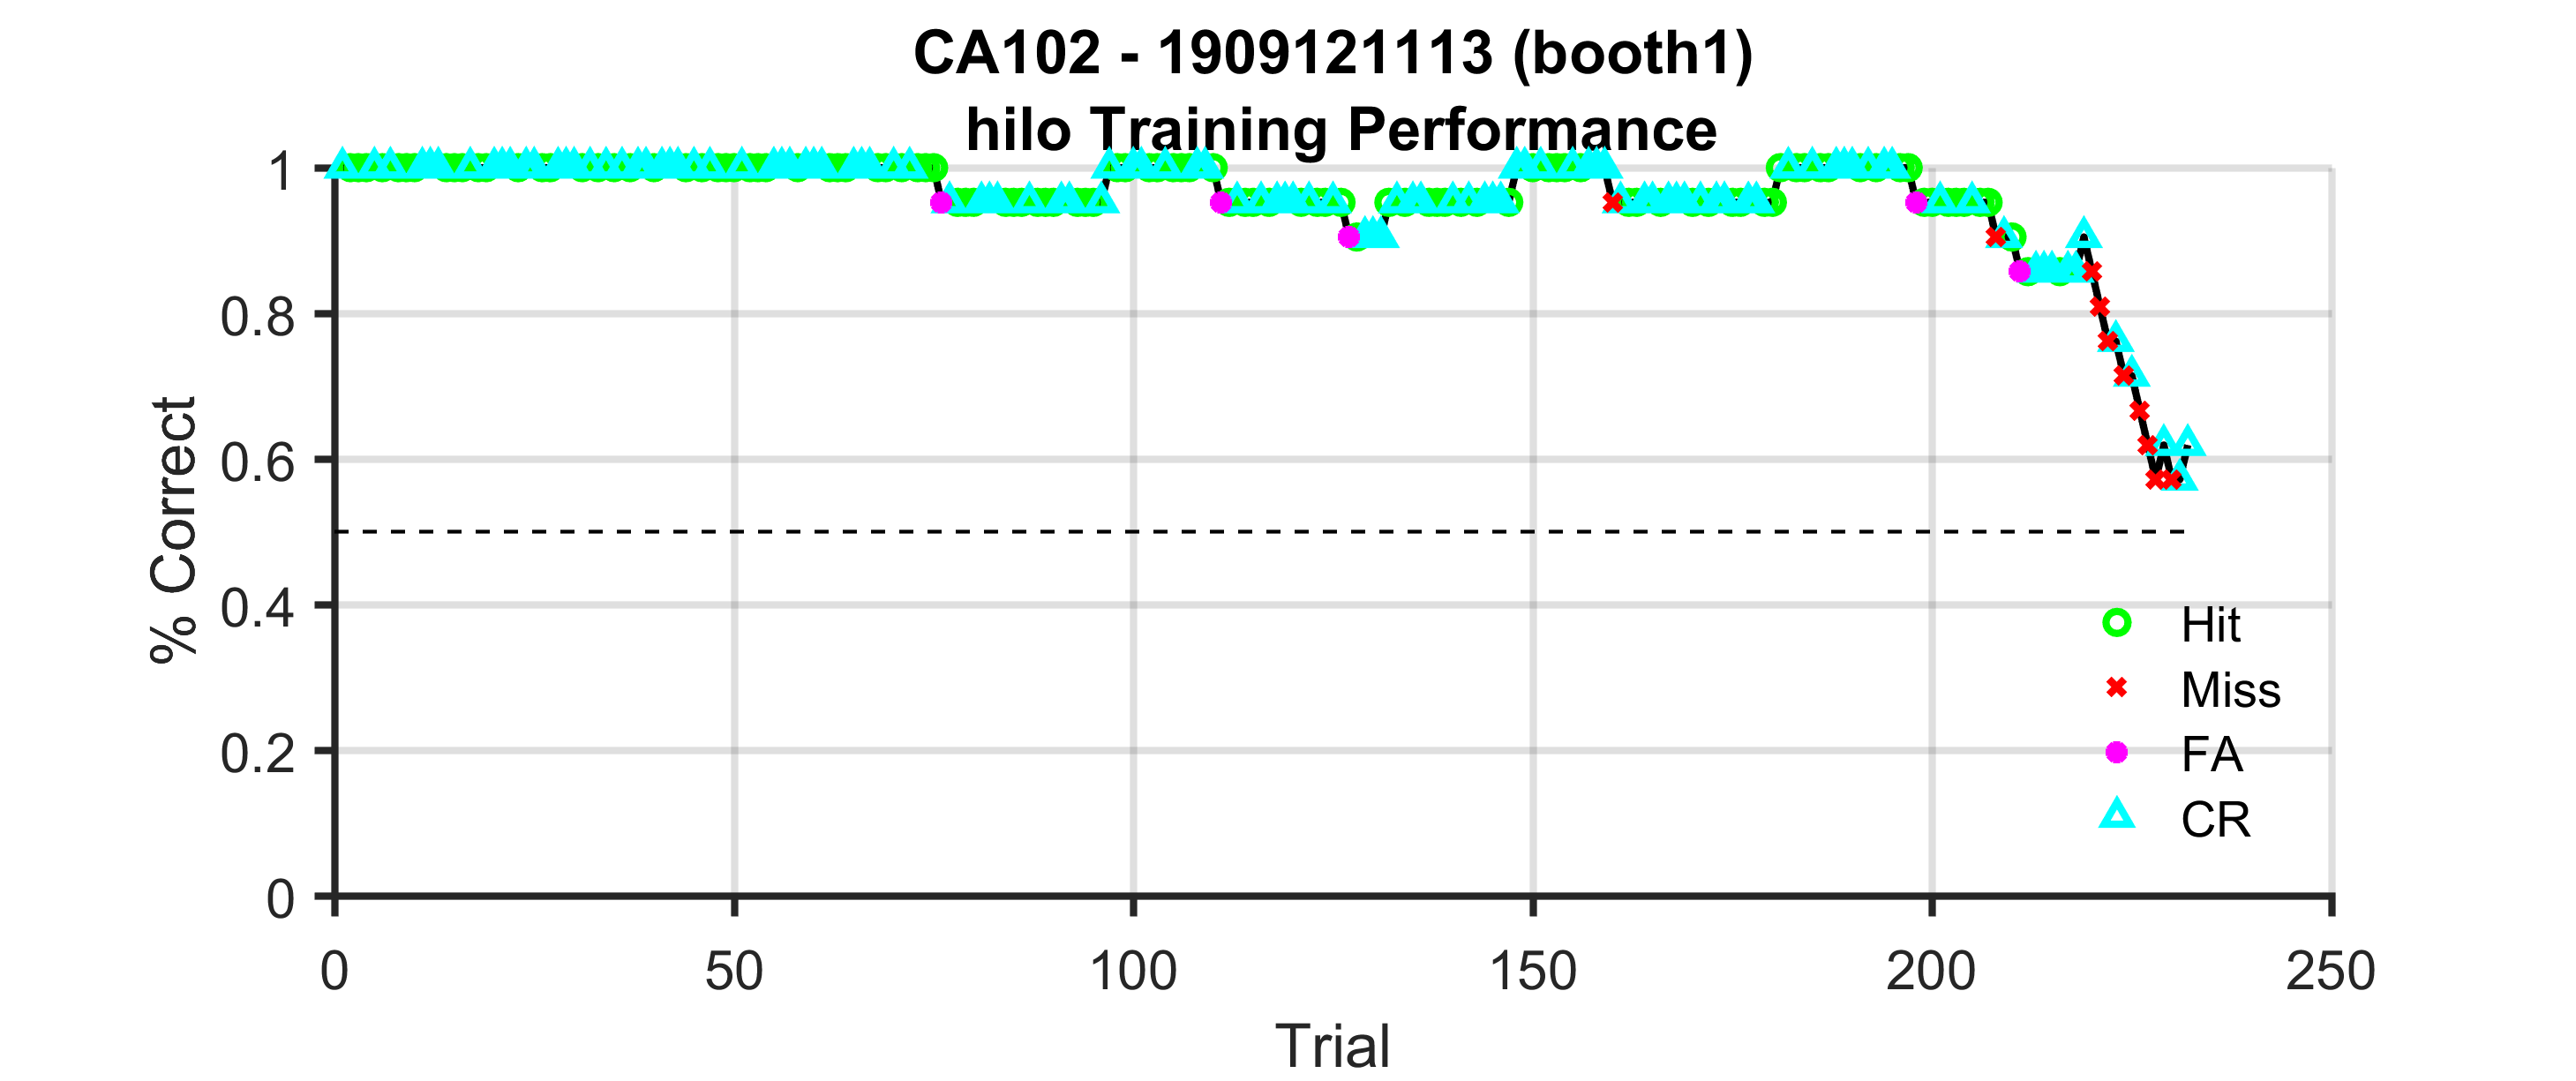 CA102 - 1909121113 (booth1)
hilo Training Performance
% Correct
1
0.8
0.6
0.4
0.2
0
0 50 100 150 200 250
Trial
Hit
Miss
FA
CR